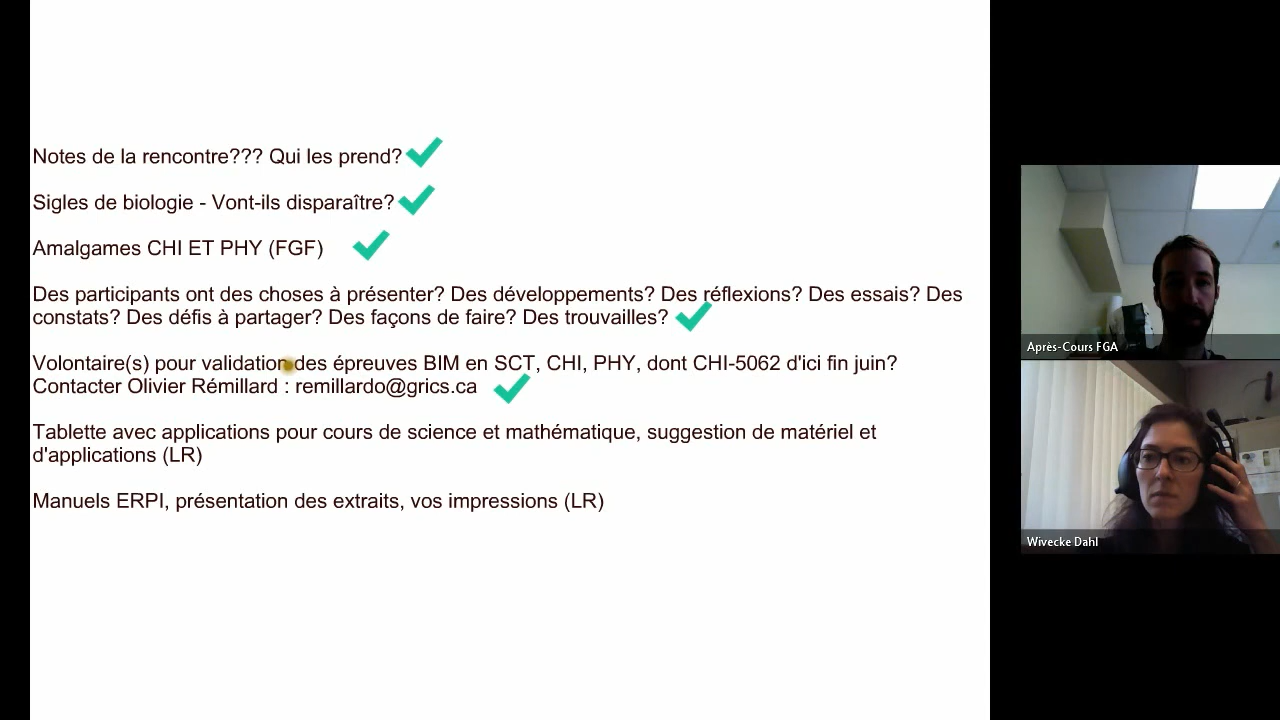 Notes de la rencontre??? Qui les prend?
Sigles de biologie - Vont-ils disparaître?
Amalgames CHI ET PHY (FGF)
Des participants ont des choses à présenter? Des développements? Des réflexions? Des essais? Des
constats? Des défis à partager? Des façons de faire? Des trouvailles?
Volontaire(s) pour validation des épreuves BIM en SCT, CHI, PHY, dont CHI-5062 d'ici fin juin?
Contacter Olivier Rémillard : remillardo@grics.ca
Tablette avec applications pour cours de science et mathématique, suggestion de matériel et
d'applications (LR)
Manuels ERPI, présentation des extraits, vos impressions (LR)
Après-Cours FGA
Wivecke Dahl